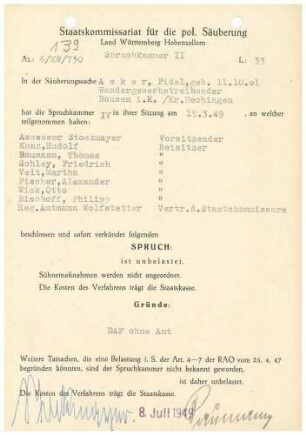 Staatskommissariat für die pol. Säuberung
Land Württemberg Hohenzollern
139
Spruchkammer II
Az: 6/XW/730 L: 33
In der Säuberungssache Acker, Fidel, geb. 11.10.01
Wandergewerbetreibender
Hausen i.K./Kr.Hechingen
hat die Spruchkammer IV in ihrer Sitzung am 19.3.49, an welcher
teilgenommen haben:
Assessor Stockmayer Vorsitzender
Konz, Rudolf Beisitzer
Baumann, Thomas "
Schley, Friedrich "
Veit, Martha "
Fischer, Alexander "
Wick, Otto "
Bischoff, Philipp "
Reg. Amtmann Wolfstetter Vertr.d.Staatskommissars
beschlossen und sofort verkündet folgenden
SPRUCH:
ist unbelastet.
Sühnemaßnahmen werden nicht angeordnet.
Die Kosten des Verfahrens trägt die Staatskasse.
Gründe:
DAF ohne Amt
Weitere Tatsachen, die eine Belastung i. S. der Art. 4—7 der RAO vom 25. 4. 47
begründen könnten, sind der Spruchkammer nicht bekannt geworden.
ist daher unbelastet.
Die Kosten des Verfahrens trägt die Staatskasse.
8. Juli 1949